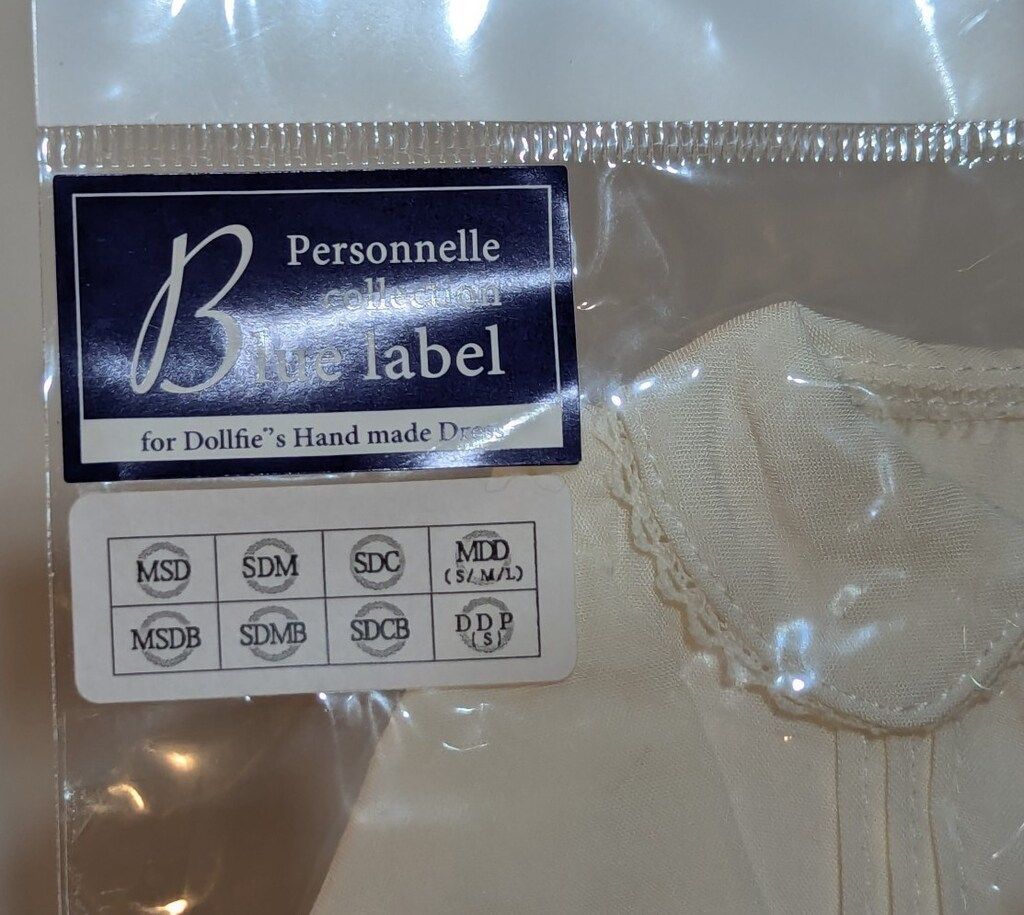 Personnelle
collection
Blue label
for Dollfie"s Hand made Dress
MSD SDM SDC MDD (S/M/L)
MSDB SDMB SDCB DDP (S)